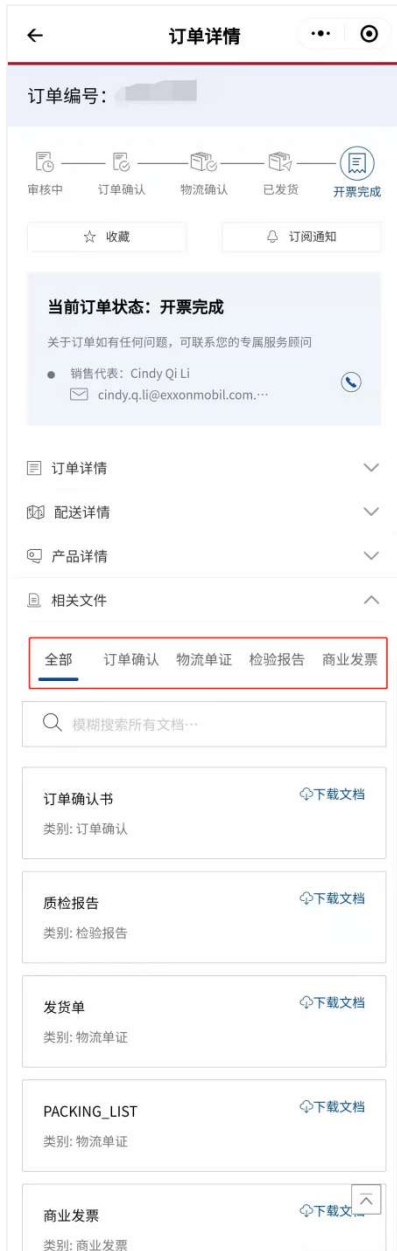 订单详情
订单编号：
审核中 订单确认 物流确认 已发货 开票完成
收藏 订阅通知
当前订单状态：开票完成
关于订单如有任何问题，可联系您的专属服务顾问
销售代表：Cindy Qi Li
cindy.q.li@exxonmobil.com.…
订单详情
配送详情
产品详情
相关文件
全部 订单确认 物流单证 检验报告 商业发票
模糊搜索所有文档…
订单确认书 下载文档
类别: 订单确认
质检报告 下载文档
类别: 检验报告
发货单 下载文档
类别: 物流单证
PACKING_LIST 下载文档
类别: 物流单证
商业发票 下载文
类别: 商业发票